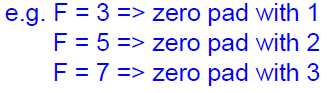 e.g. F = 3 => zero pad with 1
F = 5 => zero pad with 2
F = 7 => zero pad with 3